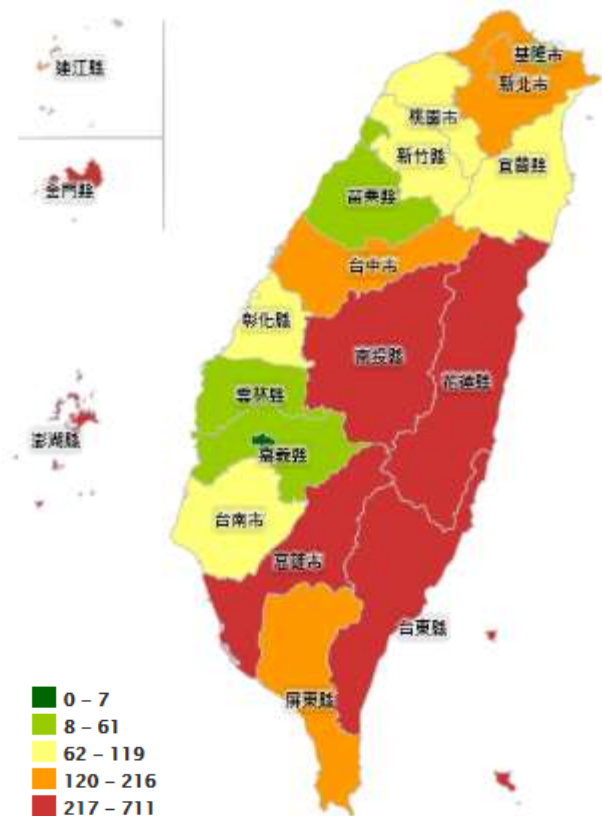 連江縣
基隆市
新北市
桃園市
新竹縣
宜蘭縣
金門縣
苗栗縣
台中市
彰化縣
南投縣
花蓮縣
雲林縣
澎湖縣
嘉義縣
台南市
高雄市
台東縣
屏東縣
0 – 7
8 – 61
62 – 119
120 – 216
217 – 711